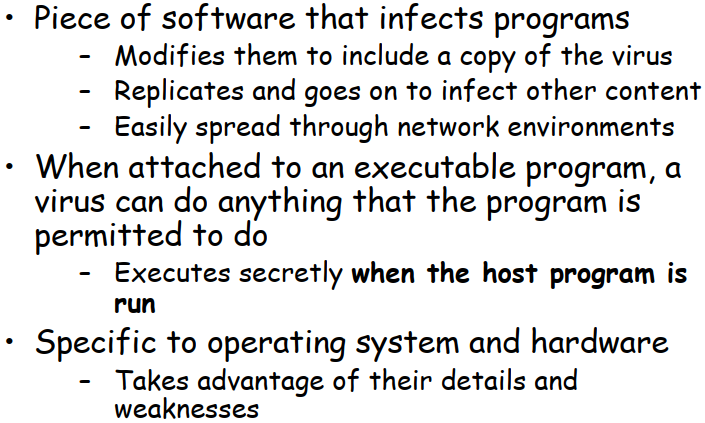 • Piece of software that infects programs
– Modifies them to include a copy of the virus
– Replicates and goes on to infect other content
– Easily spread through network environments
• When attached to an executable program, a
virus can do anything that the program is
permitted to do
– Executes secretly when the host program is
run
• Specific to operating system and hardware
– Takes advantage of their details and
weaknesses